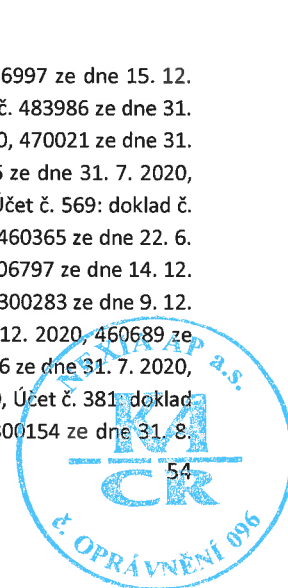 6997 ze dne 15. 12.
č. 483986 ze dne 31.
0, 470021 ze dne 31.
ze dne 31. 7. 2020,
Účet č. 569: doklad č.
460365 ze dne 22. 6.
06797 ze dne 14. 12.
300283 ze dne 9. 12.
12. 2020, 460689 ze
6 ze dne 31. 7. 2020,
, Účet č. 381: doklad
300154 ze dne 31. 8.
54
NEXIA AP a.s.
KA
ČR
č. OPRÁVNĚNÍ 096